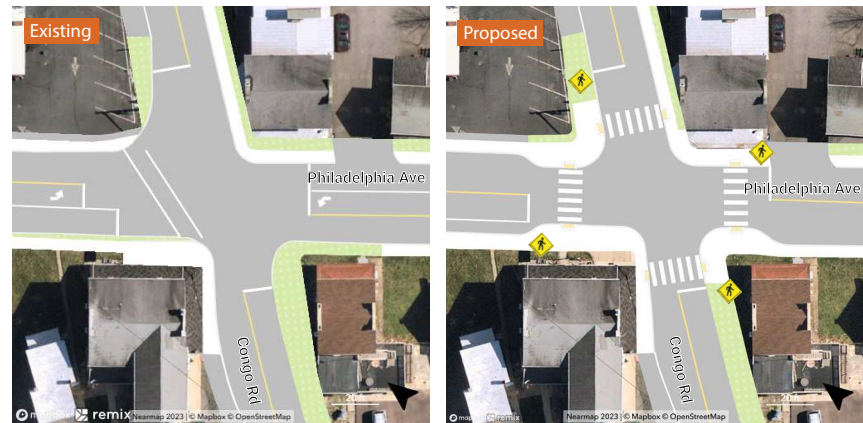 Existing
Philadelphia Ave
Congo Rd
remix
Nearmap 2023 | © Mapbox © OpenStreetMap
Proposed
Philadelphia Ave
Congo Rd
remix
Nearmap 2023 | © Mapbox © OpenStreetMap